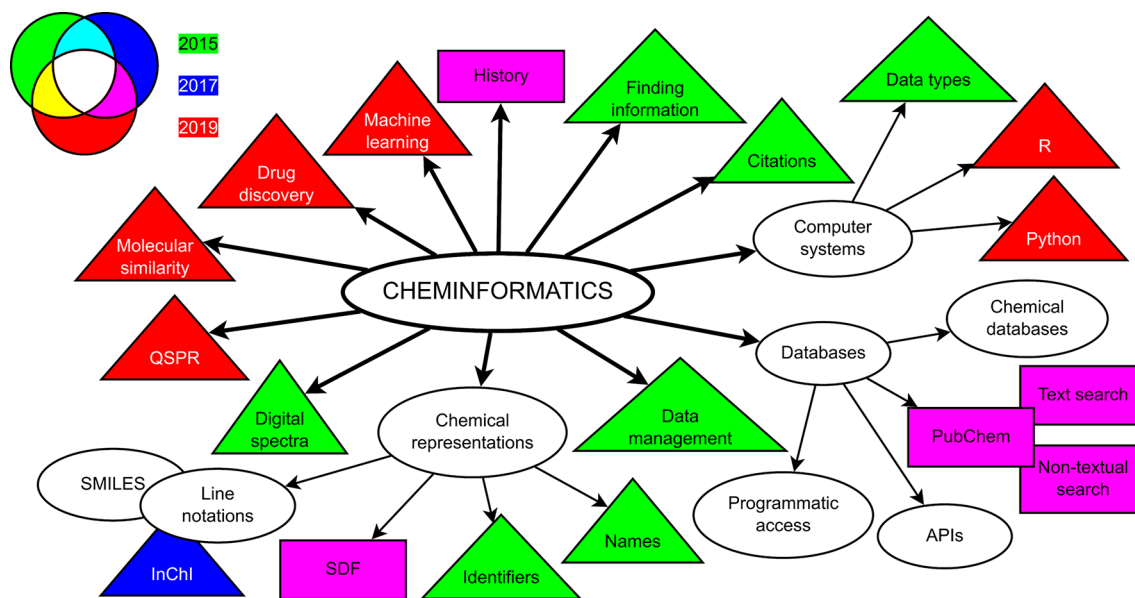 2015
2017
2019
History
Finding
information
Data types
Machine
learning
Citations
R
Drug
discovery
Computer
systems
Python
Molecular
similarity
CHEMINFORMATICS
Chemical
databases
QSPR
Databases
Text search
Digital
spectra
Chemical
representations
Data
management
PubChem
Non-textual
search
SMILES
Line
notations
Programmatic
access
APIs
Names
InChI
SDF
Identifiers